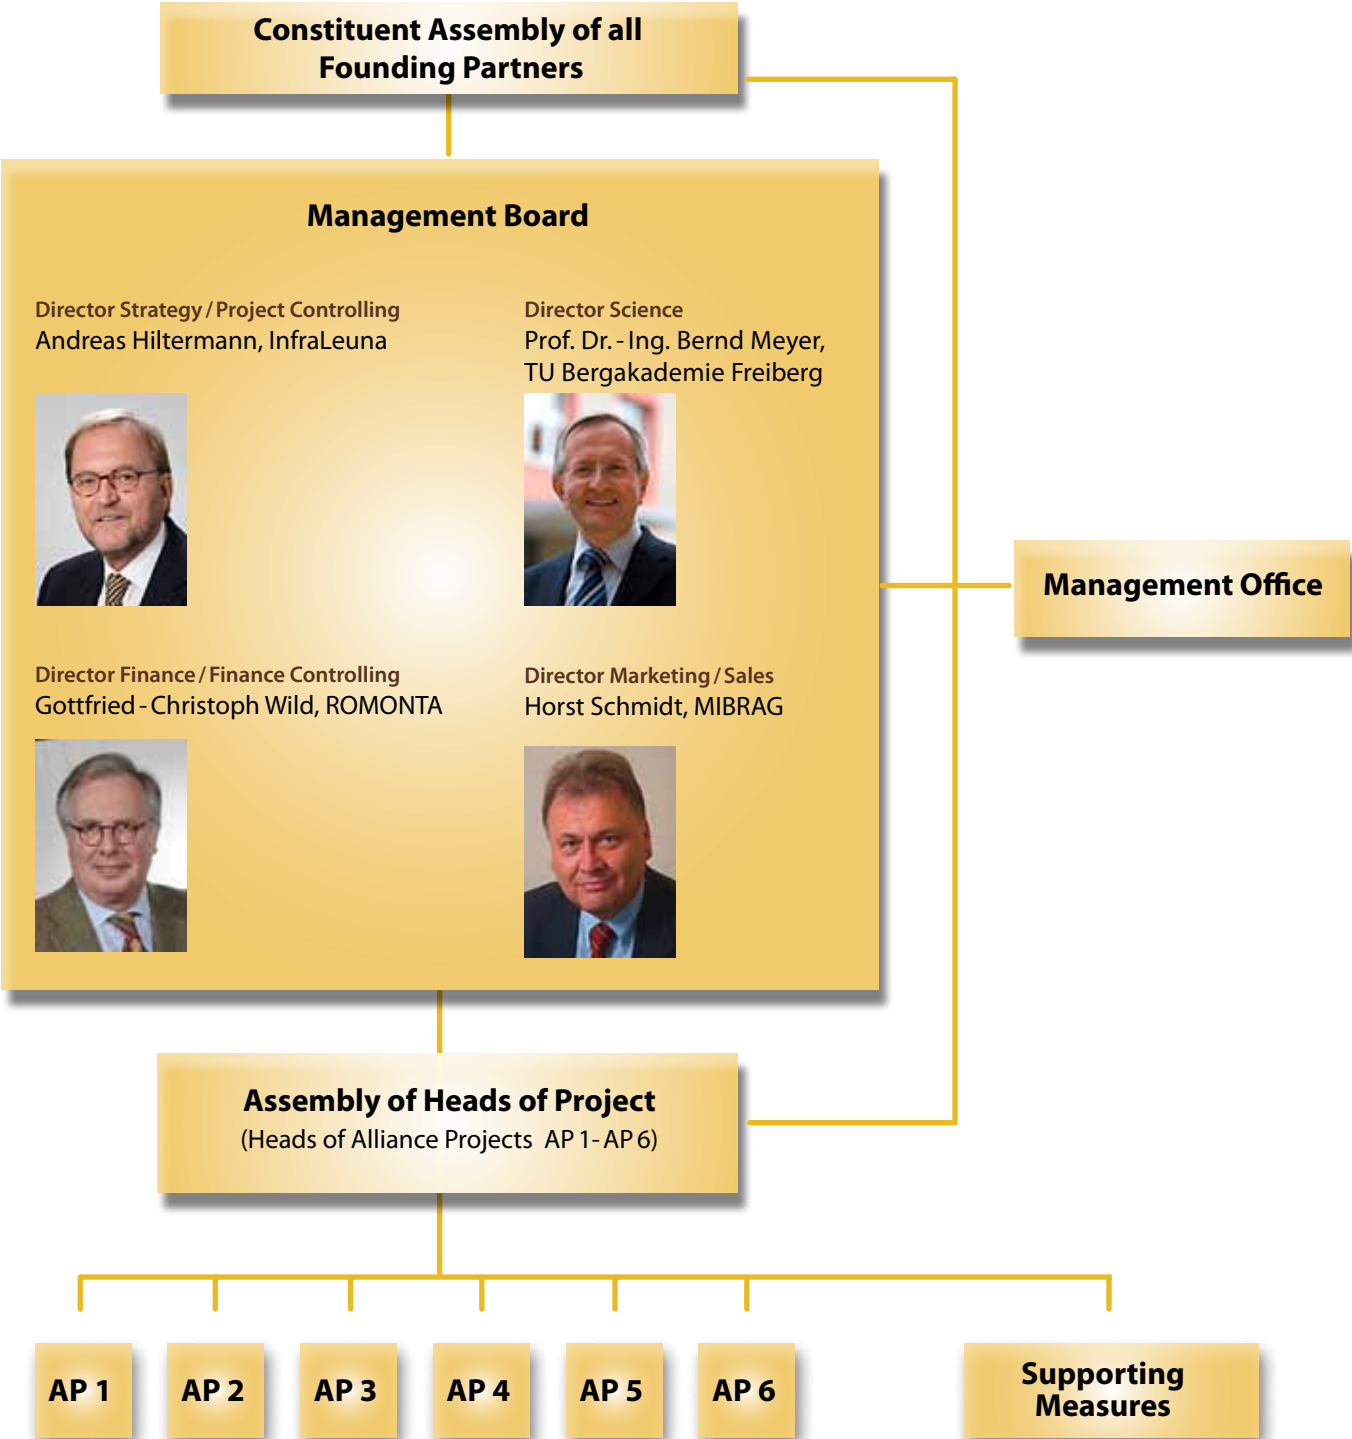 Constituent Assembly of all
Founding Partners
Management Board
Director Strategy / Project Controlling
Andreas Hiltermann, InfraLeuna
Director Science
Prof. Dr. - Ing. Bernd Meyer,
TU Bergakademie Freiberg
Management Office
Director Finance / Finance Controlling
Gottfried - Christoph Wild, ROMONTA
Director Marketing / Sales
Horst Schmidt, MIBRAG
Assembly of Heads of Project
(Heads of Alliance Projects AP 1- AP 6)
AP 1
AP 2
AP 3
AP 4
AP 5
AP 6
Supporting
Measures